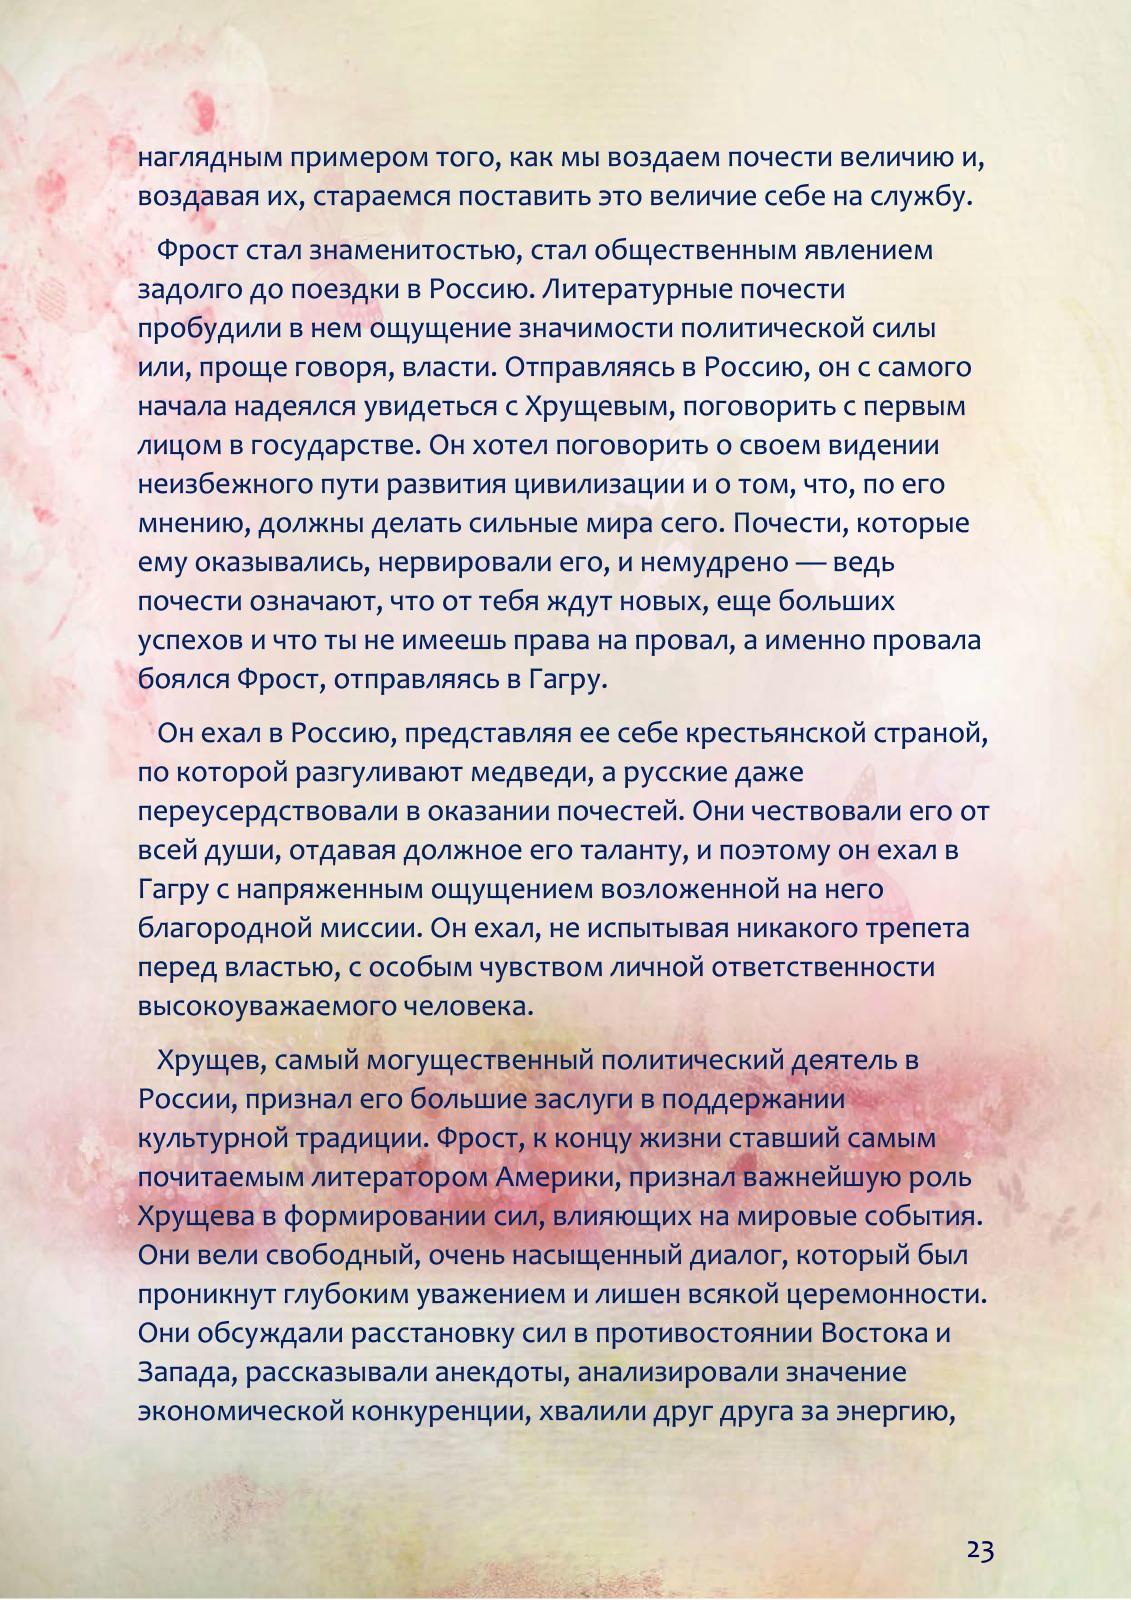 наглядным примером того, как мы воздаем почести величию и,
воздавая их, стараемся поставить это величие себе на службу.
Фрост стал знаменитостью, стал общественным явлением
задолго до поездки в Россию. Литературные почести
пробудили в нем ощущение значимости политической силы
или, проще говоря, власти. Отправляясь в Россию, он с самого
начала надеялся увидеться с Хрущевым, поговорить с первым
лицом в государстве. Он хотел поговорить о своем видении
неизбежного пути развития цивилизации и о том, что, по его
мнению, должны делать сильные мира сего. Почести, которые
ему оказывались, нервировали его, и немудрено — ведь
почести означают, что от тебя ждут новых, еще больших
успехов и что ты не имеешь права на провал, а именно провала
боялся Фрост, отправляясь в Гагру.
Он ехал в Россию, представляя ее себе крестьянской страной,
по которой разгуливают медведи, а русские даже
переусердствовали в оказании почестей. Они чествовали его от
всей души, отдавая должное его таланту, и поэтому он ехал в
Гагру с напряженным ощущением возложенной на него
благородной миссии. Он ехал, не испытывая никакого трепета
перед властью, с особым чувством личной ответственности
высокоуважаемого человека.
Хрущев, самый могущественный политический деятель в
России, признал его большие заслуги в поддержании
культурной традиции. Фрост, к концу жизни ставший самым
почитаемым литератором Америки, признал важнейшую роль
Хрущева в формировании сил, влияющих на мировые события.
Они вели свободный, очень насыщенный диалог, который был
проникнут глубоким уважением и лишен всякой церемонности.
Они обсуждали расстановку сил в противостоянии Востока и
Запада, рассказывали анекдоты, анализировали значение
экономической конкуренции, хвалили друг друга за энергию,
23